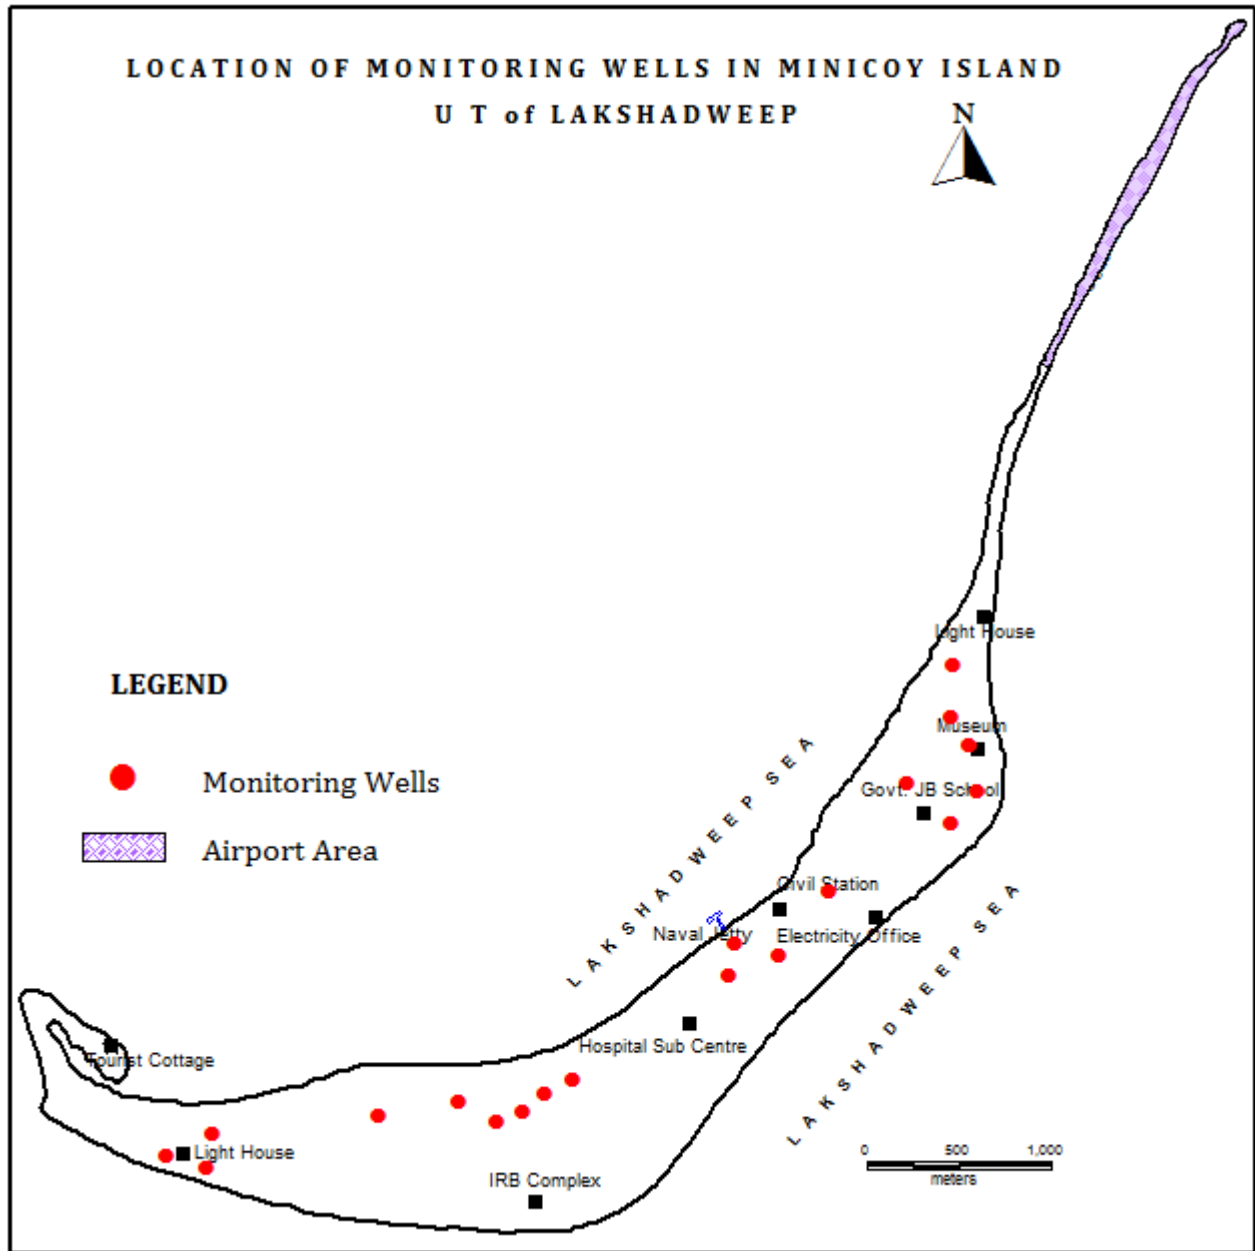 LOCATION OF MONITORING WELLS IN MINICOY ISLAND
U T of LAKSHADWEEP
N
Light House
LEGEND
Museum
Monitoring Wells
Govt. JB School
LAKSHADWEEP SEA
Airport Area
Civil Station
Naval Jetty
Electricity Office
LAKSHADWEEP SEA
Hospital Sub Centre
Tourist Cottage
Light House
0 500 1,000
meters
IRB Complex